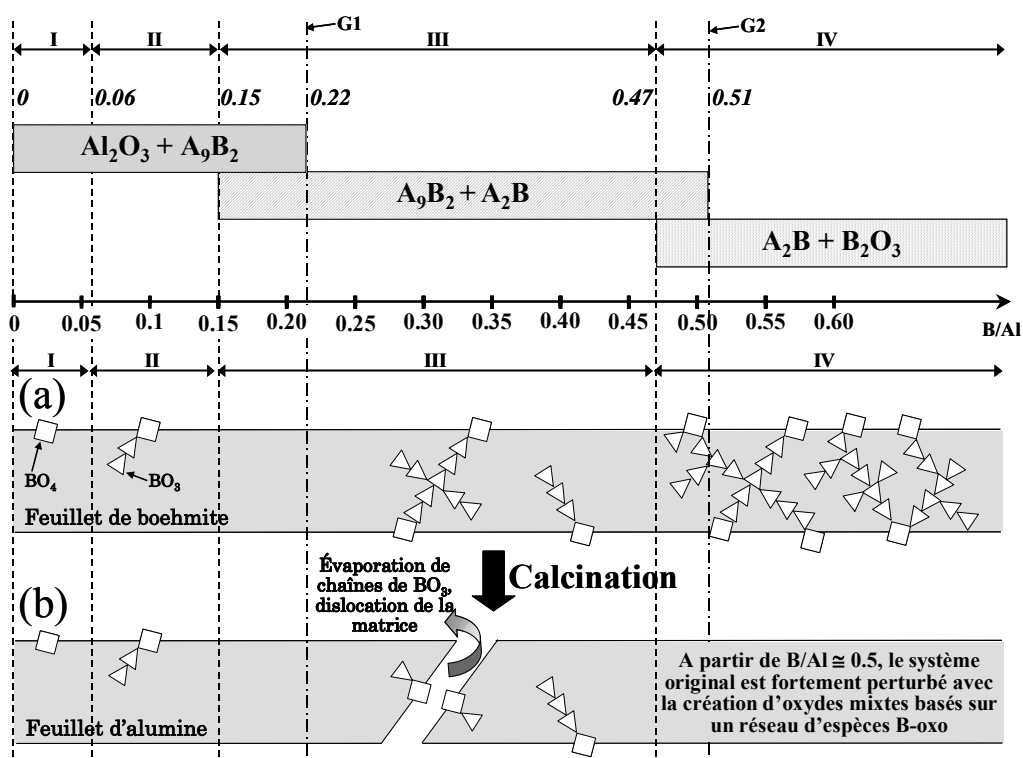 G1
G2
I II III IV
0 0.06 0.15 0.22 0.47 0.51
Al₂O₃ + A₉B₂
A₉B₂ + A₂B
A₂B + B₂O₃
0 0.05 0.1 0.15 0.20 0.25 0.30 0.35 0.40 0.45 0.50 0.55 0.60 B/Al
I II III IV
(a)
BO₄ BO₃
Feuillet de boehmite
Évaporation de
chaînes de BO₃,
dislocation de la
matrice
Calcination
(b)
A partir de B/Al ≅ 0.5, le système
original est fortement perturbé avec
la création d'oxydes mixtes basés sur
un réseau d'espèces B-oxo
Feuillet d'alumine